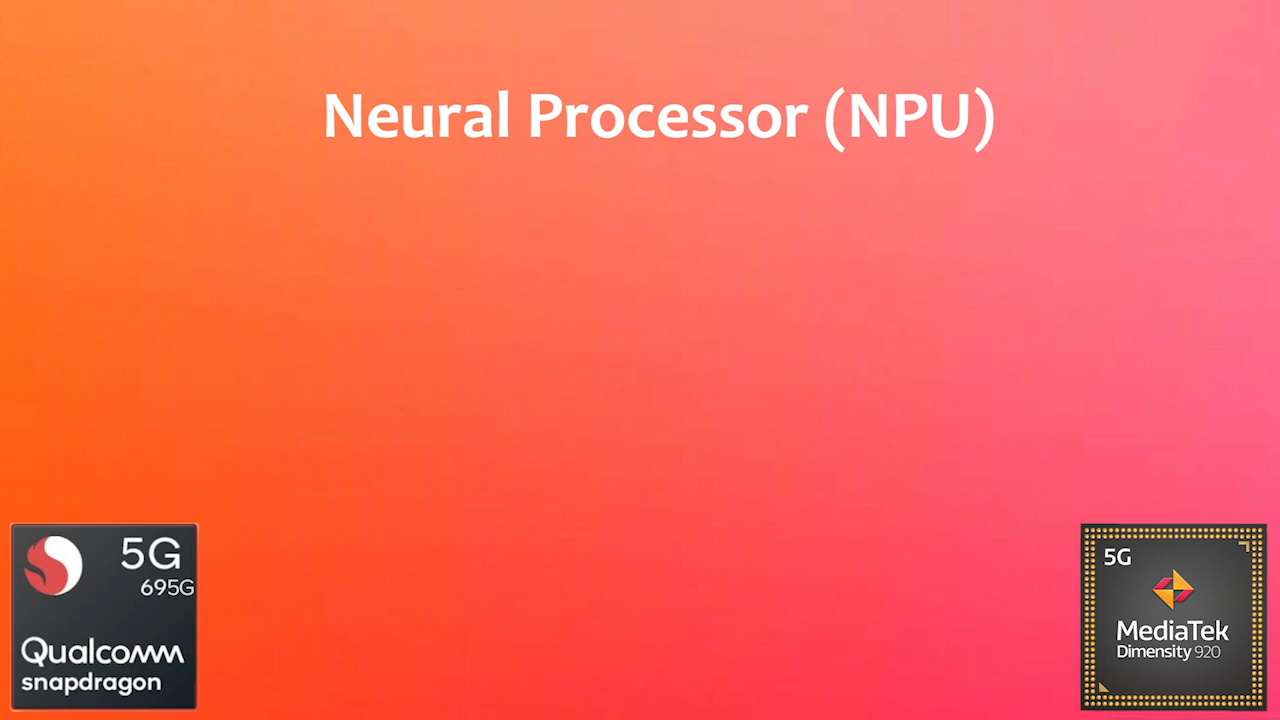 Neural Processor (NPU)
5G
695G
Qualcomm
snapdragon
5G
MediaTek
Dimensity 920